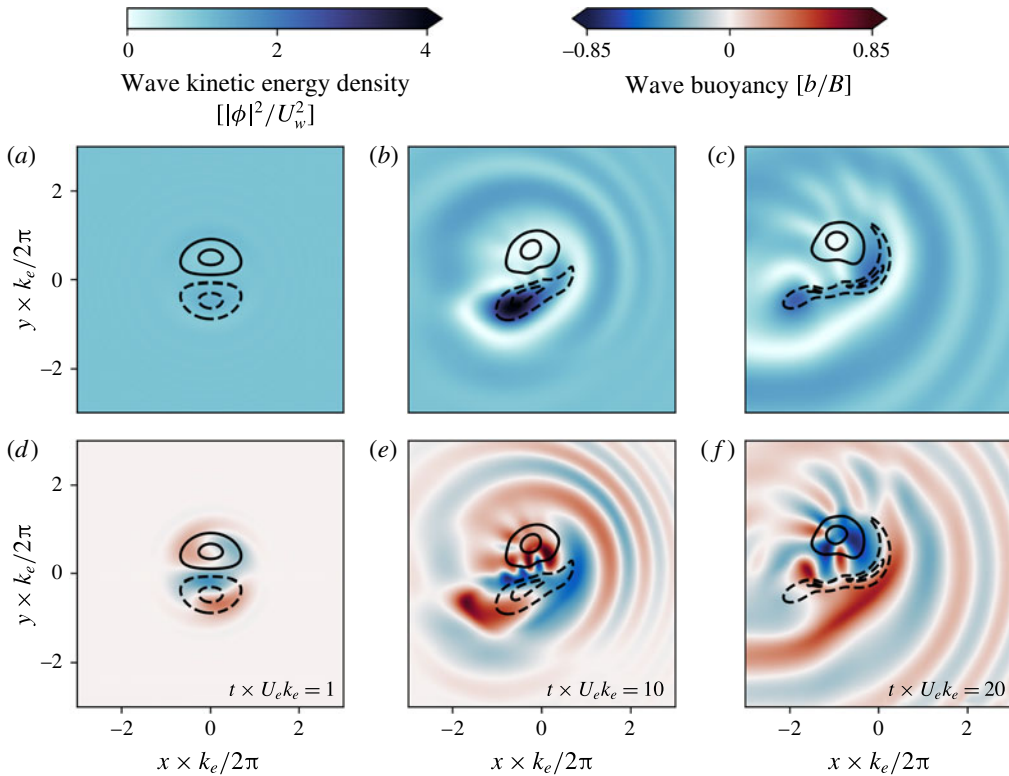 0 2 4
Wave kinetic energy density
[|ϕ|²/U_w²]
−0.85 0 0.85
Wave buoyancy [b/B]
(a) (b) (c)
2
0
−2
y × k_e/2π
(d) (e) (f)
2
0
−2
y × k_e/2π
t × U_e k_e = 1
t × U_e k_e = 10
t × U_e k_e = 20
−2 0 2
−2 0 2
−2 0 2
x × k_e/2π
x × k_e/2π
x × k_e/2π